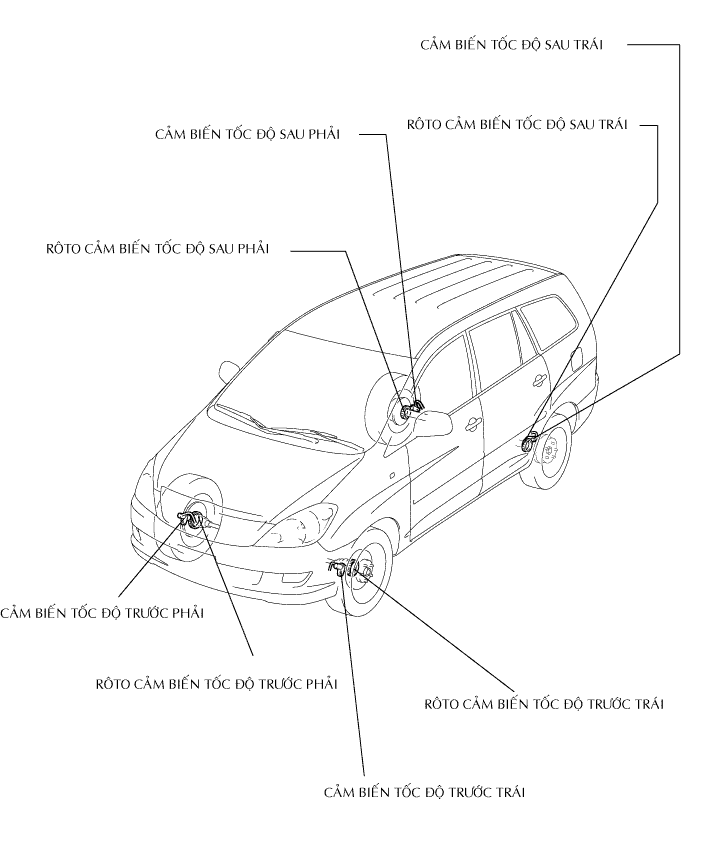 CẢM BIẾN TỐC ĐỘ SAU TRÁI
RÔTO CẢM BIẾN TỐC ĐỘ SAU TRÁI
CẢM BIẾN TỐC ĐỘ SAU PHẢI
RÔTO CẢM BIẾN TỐC ĐỘ SAU PHẢI
CẢM BIẾN TỐC ĐỘ TRƯỚC PHẢI
RÔTO CẢM BIẾN TỐC ĐỘ TRƯỚC PHẢI
RÔTO CẢM BIẾN TỐC ĐỘ TRƯỚC TRÁI
CẢM BIẾN TỐC ĐỘ TRƯỚC TRÁI